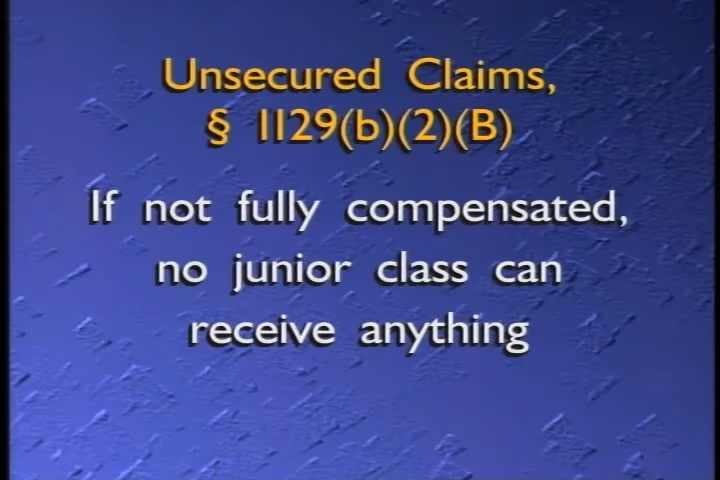 Unsecured Claims,
§ 1129(b)(2)(B)
If not fully compensated,
no junior class can
receive anything